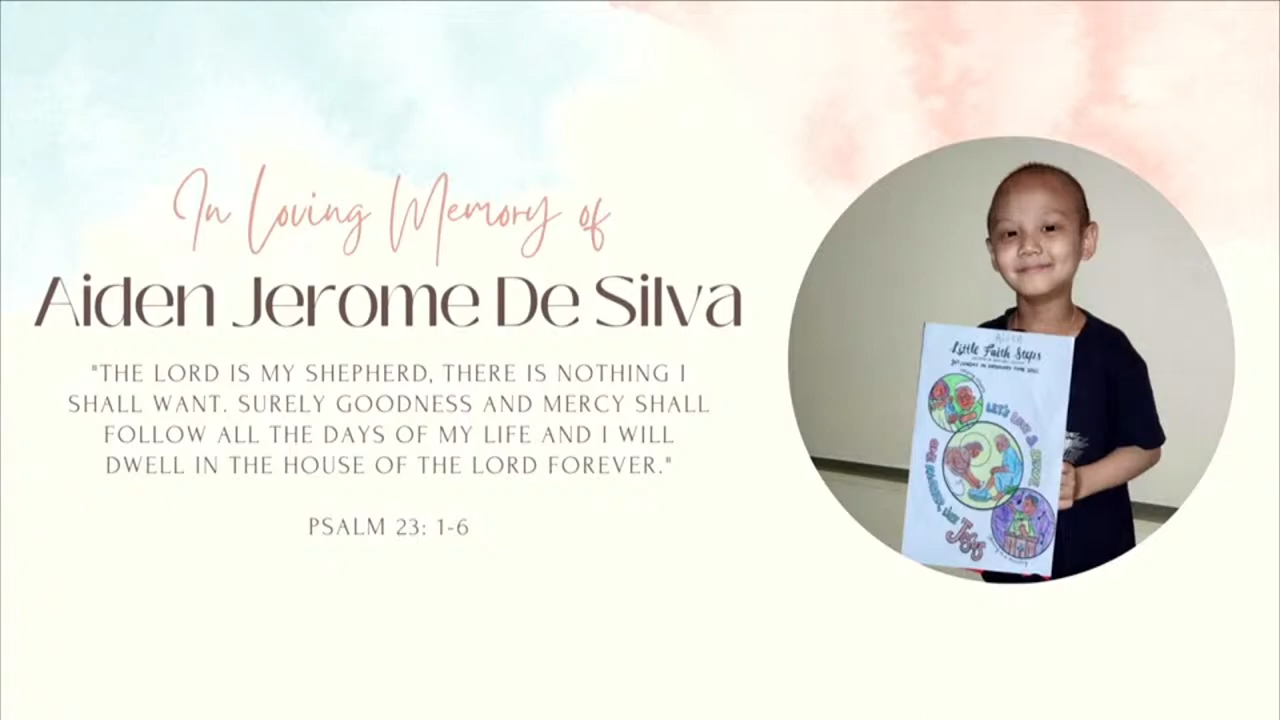 In Loving Memory of
Aiden Jerome De Silva
"THE LORD IS MY SHEPHERD, THERE IS NOTHING I
SHALL WANT. SURELY GOODNESS AND MERCY SHALL
FOLLOW ALL THE DAYS OF MY LIFE AND I WILL
DWELL IN THE HOUSE OF THE LORD FOREVER."
PSALM 23: 1-6
Little Faith Steps
LET'S LOVE &
JESUS